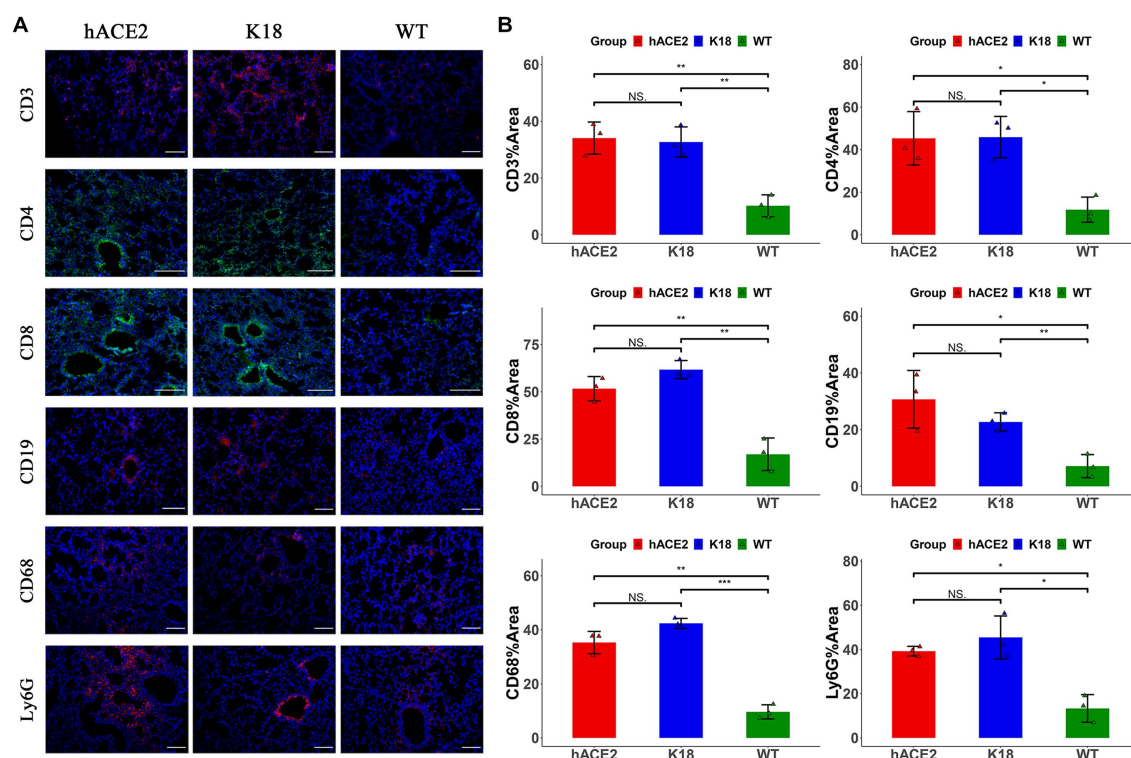 A
hACE2 K18 WT
CD3
CD4
CD8
CD19
CD68
Ly6G
B
Group hACE2 K18 WT
60
40
20
0
CD3%Area
**
**
NS.
hACE2 K18 WT
Group hACE2 K18 WT
80
60
40
20
0
CD4%Area
*
*
NS.
hACE2 K18 WT
Group hACE2 K18 WT
75
50
25
0
CD8%Area
**
**
NS.
hACE2 K18 WT
Group hACE2 K18 WT
60
40
20
0
CD19%Area
*
**
NS.
hACE2 K18 WT
Group hACE2 K18 WT
60
40
20
0
CD68%Area
**
***
NS.
hACE2 K18 WT
Group hACE2 K18 WT
80
60
40
20
0
Ly6G%Area
*
*
NS.
hACE2 K18 WT